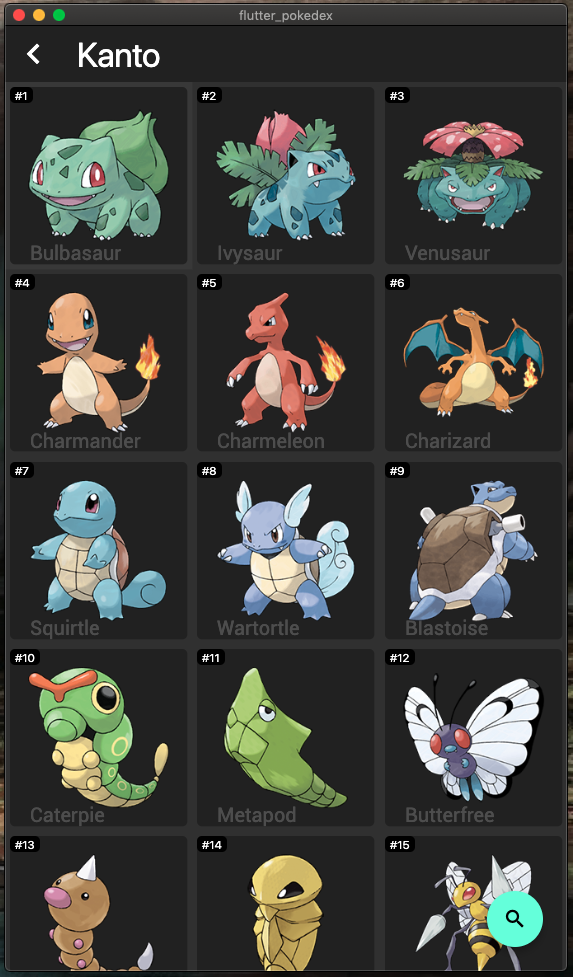 flutter_pokedex
Kanto
#1
#2
#3
Bulbasaur
Ivysaur
Venusaur
#4
#5
#6
Charmander
Charmeleon
Charizard
#7
#8
#9
Squirtle
Wartortle
Blastoise
#10
#11
#12
Caterpie
Metapod
Butterfree
#13
#14
#15